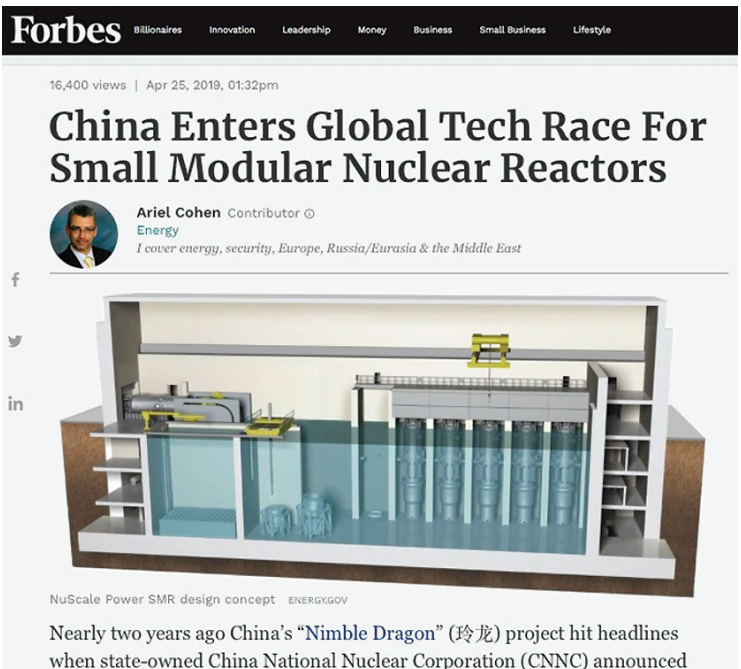 Forbes Billionaires Innovation Leadership Money Business Small Business Lifestyle
16,400 views | Apr 25, 2019, 01:32pm
China Enters Global Tech Race For
Small Modular Nuclear Reactors
Ariel Cohen Contributor
Energy
I cover energy, security, Europe, Russia/Eurasia & the Middle East
f
in
NuScale Power SMR design concept ENERGY.GOV
Nearly two years ago China's “Nimble Dragon” (玲龙) project hit headlines
when state-owned China National Nuclear Corporation (CNNC) announced